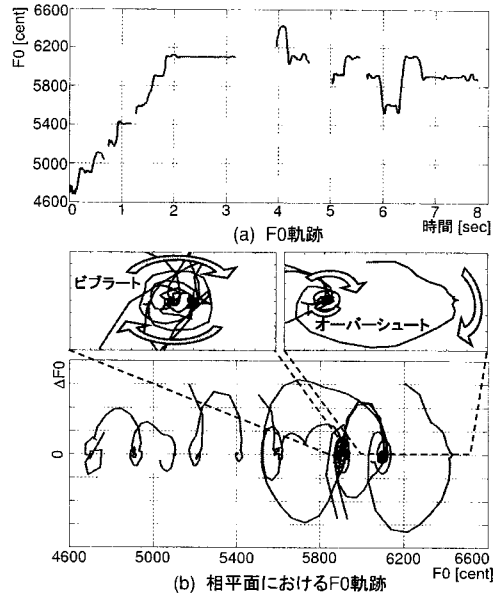 F0 [cent]
6600
6200
5800
5400
5000
4600
0 1 2 3 4 5 6 7 8
時間 [sec]
(a) F0軌跡
ビブラート
オーバーシュート
ΔF0
0
4600 5000 5400 5800 6200 6600
F0 [cent]
(b) 相平面におけるF0軌跡